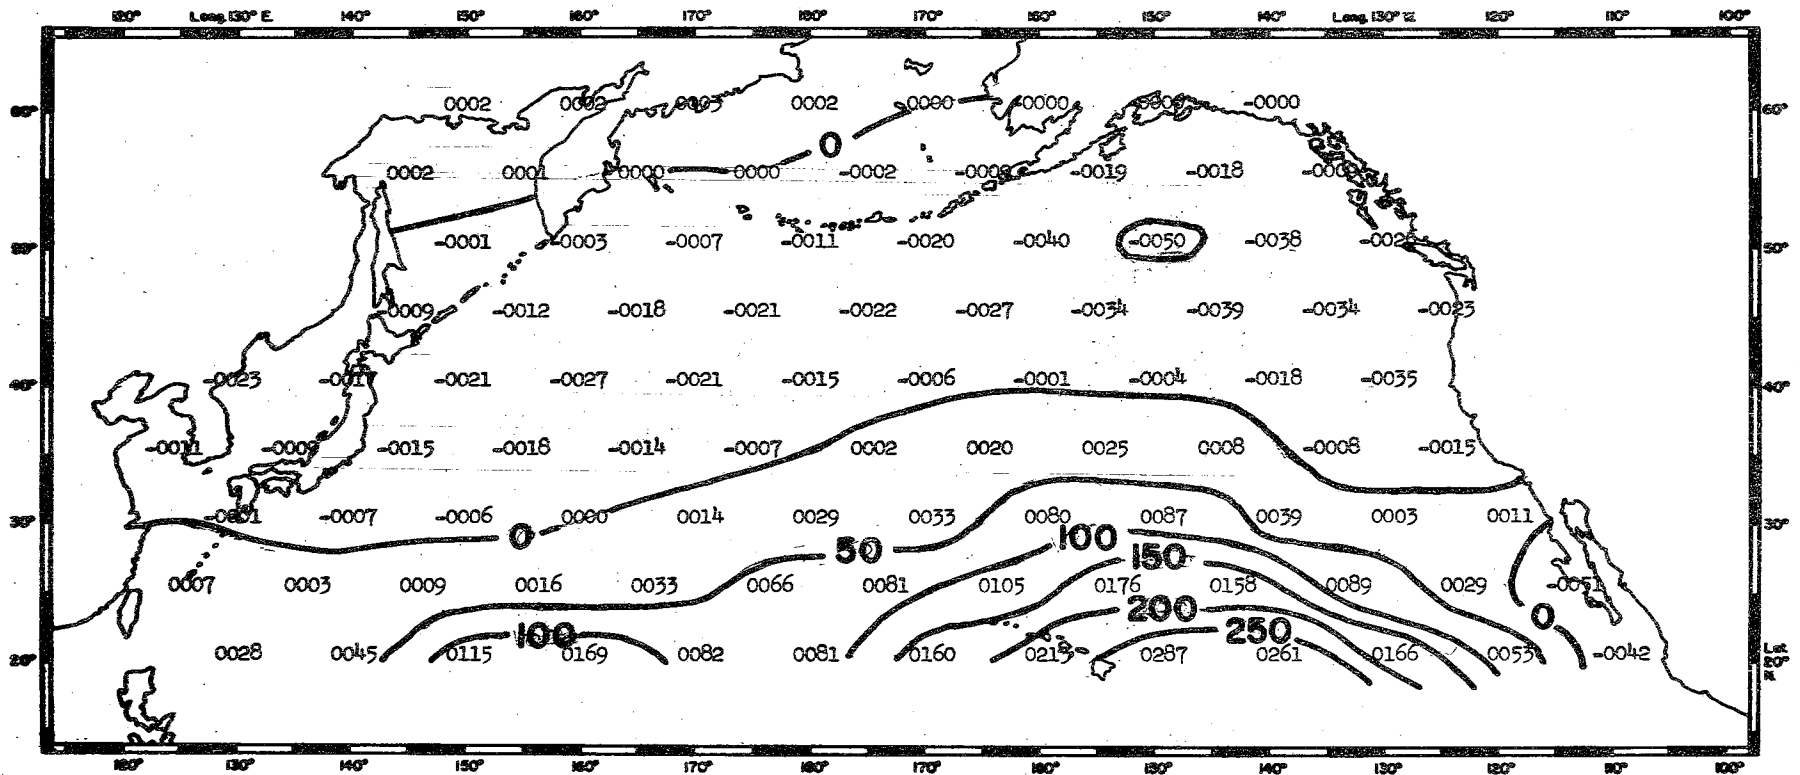 120° Long.130° E. 140° 150° 160° 170° 180° 170° 160° 150° 140° Long.130° W. 120° 110° 100°
60° 0002 0002 0003 0002 0000 -0000 -0000 60°
0
0002 0001 0000 0000 -0002 -0008 -0019 -0018
50° -0001 -0003 -0007 -0011 -0020 -0040 -0050 -0038 50°
-0009 -0012 -0018 -0021 -0022 -0027 -0034 -0039 -0034 -0023
40° -0023 -0017 -0021 -0027 -0021 -0015 -0006 -0001 -0004 -0018 -0035 40°
-0011 -0009 -0015 -0018 -0014 -0007 0002 0020 0025 0008 -0008 -0015
30° -0001 -0007 -0006 0000 0014 0029 0033 0080 0087 0039 0003 0011 30°
0 50 100 150
0007 0003 0009 0016 0033 0066 0081 0105 0176 0158 0089 0029 -0051
200 0
100 250
20° 0028 0045 0115 0169 0082 0081 0160 0215 0287 0261 0166 0053 -0042 Lat. 20° N.
120° 130° 140° 150° 160° 170° 180° 170° 160° 150° 140° 130° 120° 110° 100°